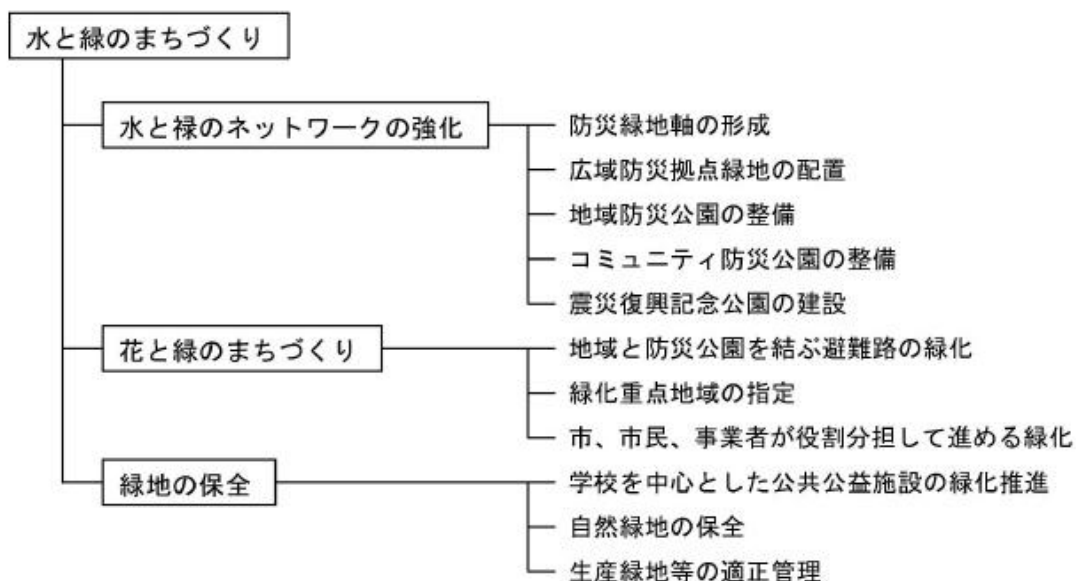 水と緑のまちづくり
水と禄のネットワークの強化
防災緑地軸の形成
広域防災拠点緑地の配置
地域防災公園の整備
コミュニティ防災公園の整備
震災復興記念公園の建設
花と緑のまちづくり
地域と防災公園を結ぶ避難路の緑化
緑化重点地域の指定
市、市民、事業者が役割分担して進める緑化
緑地の保全
学校を中心とした公共公益施設の緑化推進
自然緑地の保全
生産緑地等の適正管理